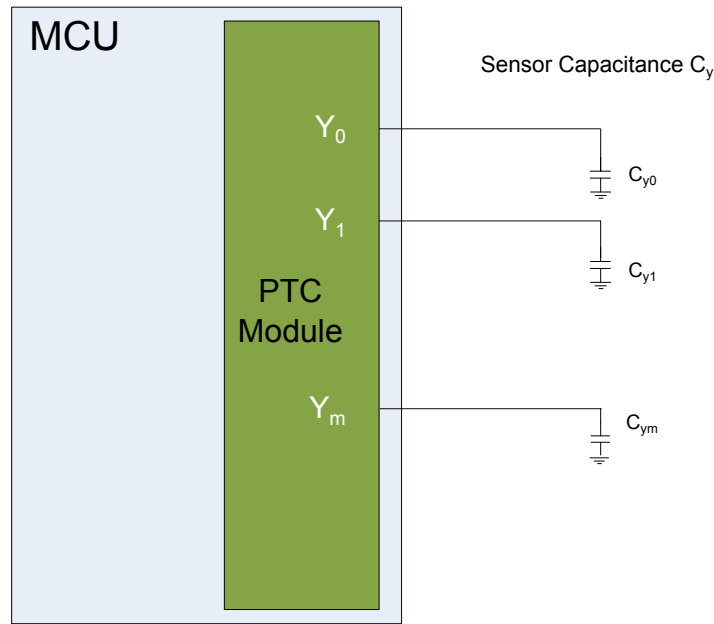 MCU
Sensor Capacitance Cy
Y0
Cy0
Y1
Cy1
PTC
Module
Ym
Cym